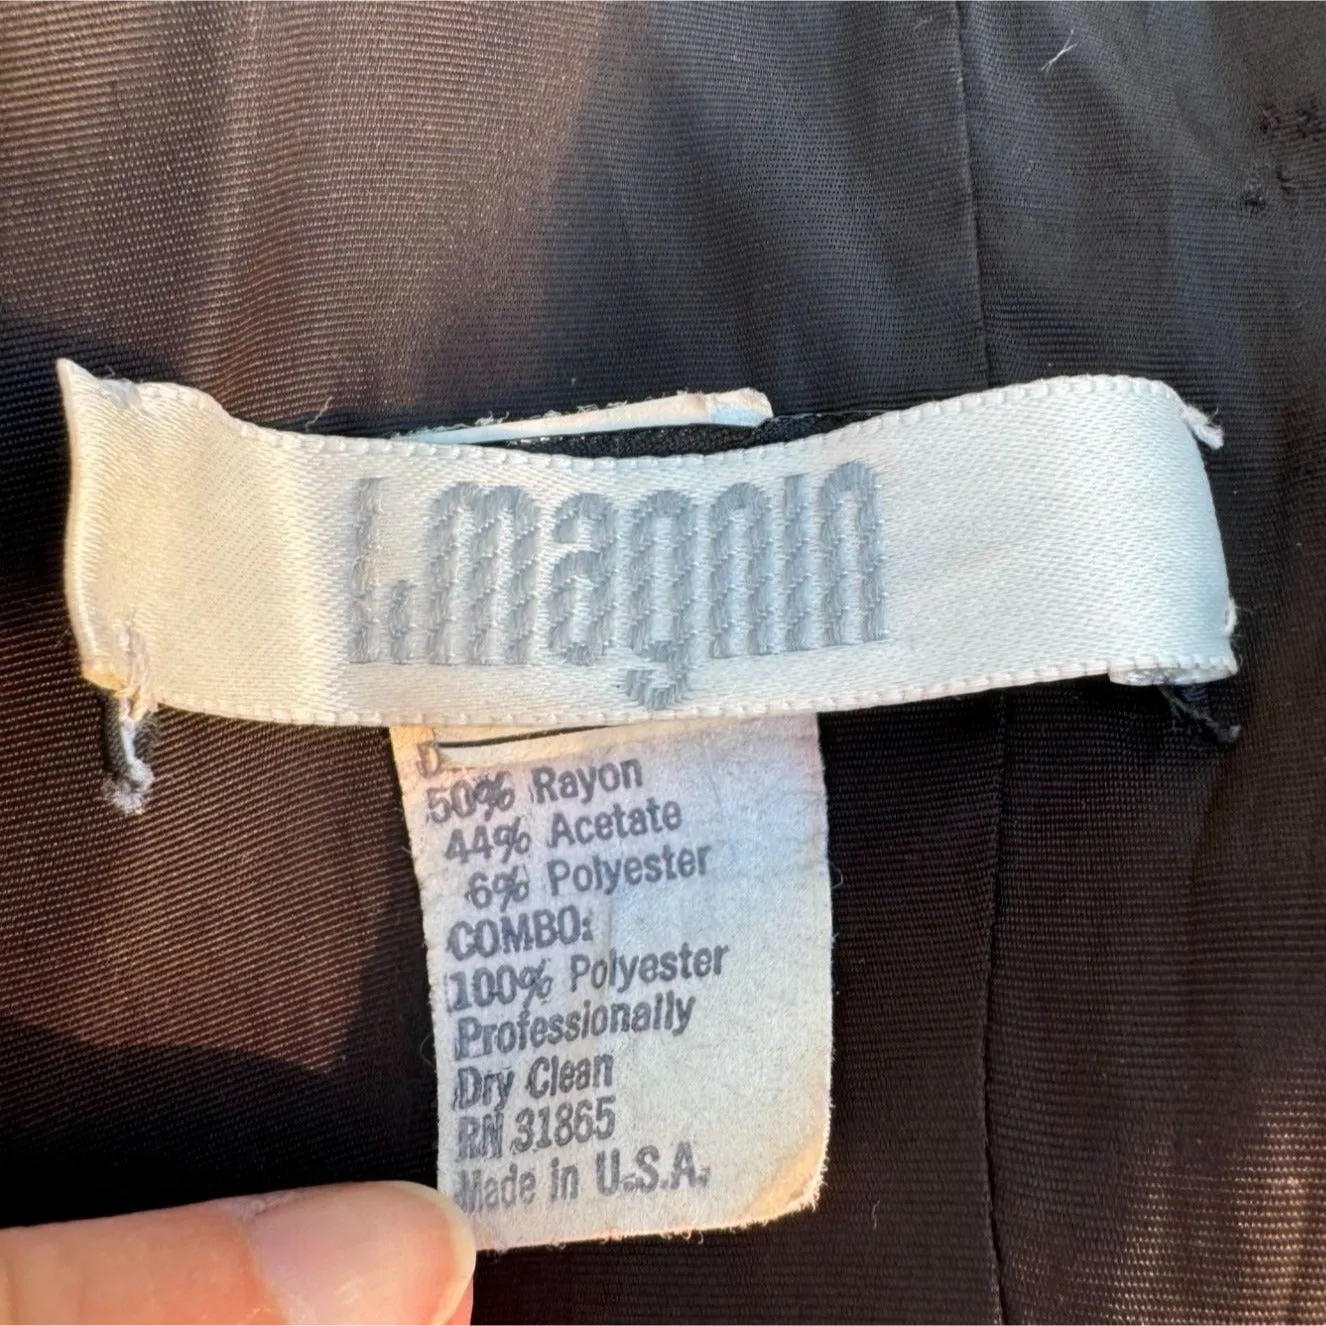 I. magnin
50% Rayon
44% Acetate
6% Polyester
COMBO:
100% Polyester
Professionally
Dry Clean
RN 31865
Made in U.S.A.